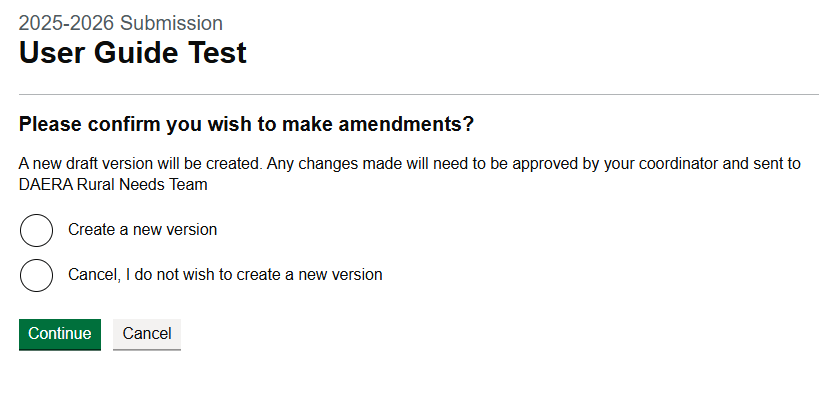 2025-2026 Submission
User Guide Test
Please confirm you wish to make amendments?
A new draft version will be created. Any changes made will need to be approved by your coordinator and sent to
DAERA Rural Needs Team
Create a new version
Cancel, I do not wish to create a new version
Continue Cancel